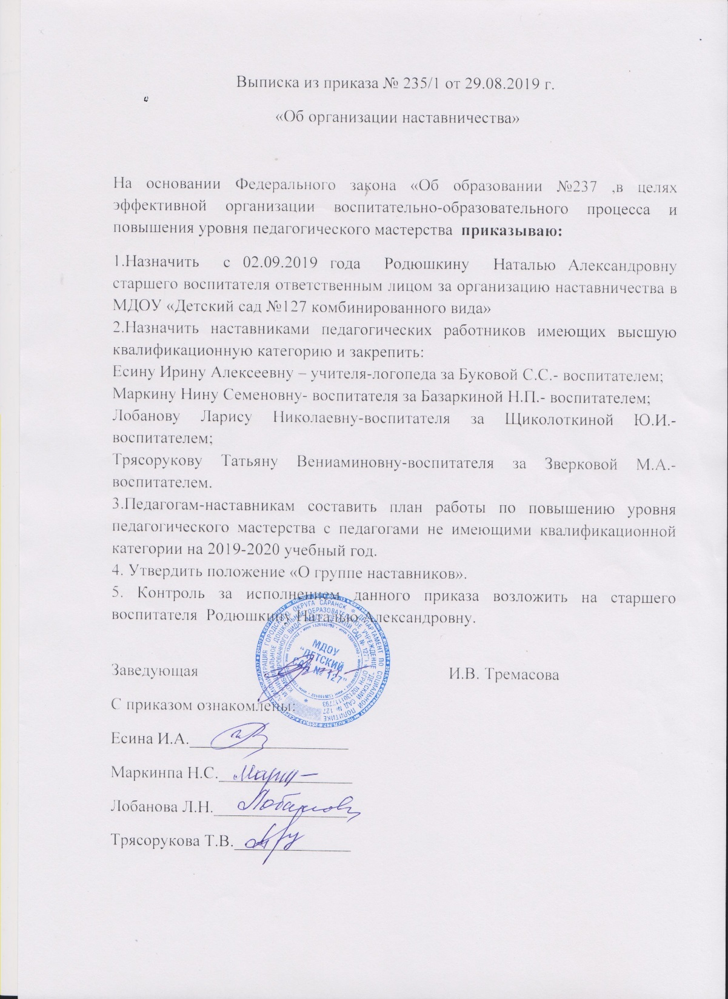 Выписка из приказа № 235/1 от 29.08.2019 г.
«Об организации наставничества»
На основании Федерального закона «Об образовании №237 ,в целях
эффективной организации воспитательно-образовательного процесса и
повышения уровня педагогического мастерства приказываю:
1.Назначить с 02.09.2019 года Родюшкину Наталью Александровну
старшего воспитателя ответственным лицом за организацию наставничества в
МДОУ «Детский сад №127 комбинированного вида»
2.Назначить наставниками педагогических работников имеющих высшую
квалификационную категорию и закрепить:
Есину Ирину Алексеевну – учителя-логопеда за Буковой С.С.- воспитателем;
Маркину Нину Семеновну- воспитателя за Базаркиной Н.П.- воспитателем;
Лобанову Ларису Николаевну-воспитателя за Щиколоткиной Ю.И.-
воспитателем;
Трясорукову Татьяну Вениаминовну-воспитателя за Зверковой М.А.-
воспитателем.
3.Педагогам-наставникам составить план работы по повышению уровня
педагогического мастерства с педагогами не имеющими квалификационной
категории на 2019-2020 учебный год.
4. Утвердить положение «О группе наставников».
5. Контроль за исполнением данного приказа возложить на старшего
воспитателя Родюшкину Наталью Александровну.
МДОУ
"ДЕТСКИЙ
САД № 127"
Заведующая И.В. Тремасова
С приказом ознакомлены:
Есина И.А.
Маркинпа Н.С.
Лобанова Л.Н. Лобанова
Трясорукова Т.В.